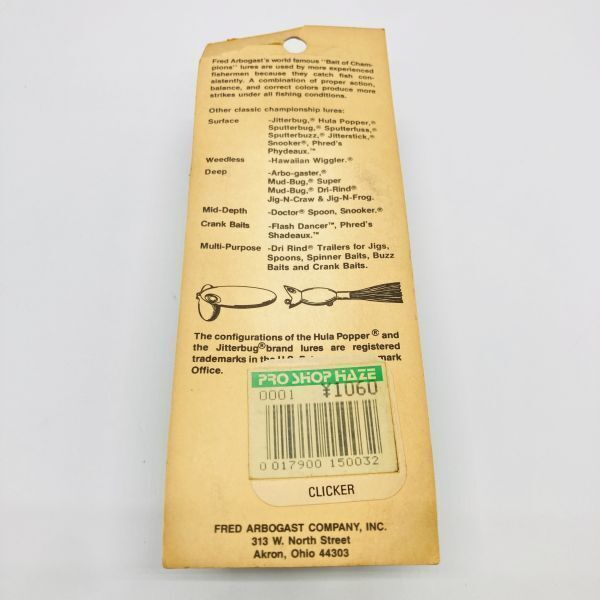 Fred Arbogast's world famous "Bait of Cham-
pions" lures are used by more experienced
fishermen because they catch fish con-
sistently. A combination of proper action,
balance, and correct colors produce more
strikes under all fishing conditions.
Other classic championship lures:
Surface -Jitterbug,® Hula Popper,®
Sputterbug,® Sputterfuss,®
Sputterbuzz,® Jitterstick,®
Snooker,® Phred's
Phydeaux.™
Weedless -Hawaiian Wiggler.®
Deep -Arbo-gaster,®
Mud-Bug,® Super
Mud-Bug,® Dri-Rind®
Jig-N-Craw & Jig-N-Frog.
Mid-Depth -Doctor® Spoon, Snooker.®
Crank Baits -Flash Dancer™, Phred's
Shadeaux.™
Multi-Purpose -Dri Rind® Trailers for Jigs,
Spoons, Spinner Baits, Buzz
Baits and Crank Baits.
The configurations of the Hula Popper® and
the Jitterbug® brand lures are registered
trademarks in the U.S. mark
Office.
PRO SHOP HAZE
0001 ¥1060
0 017900 150032
CLICKER
FRED ARBOGAST COMPANY, INC.
313 W. North Street
Akron, Ohio 44303